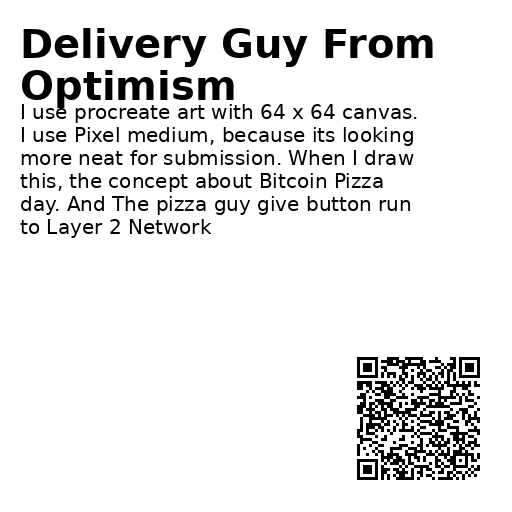 Delivery Guy From
Optimism
I use procreate art with 64 x 64 canvas.
I use Pixel medium, because its looking
more neat for submission. When I draw
this, the concept about Bitcoin Pizza
day. And The pizza guy give button run
to Layer 2 Network